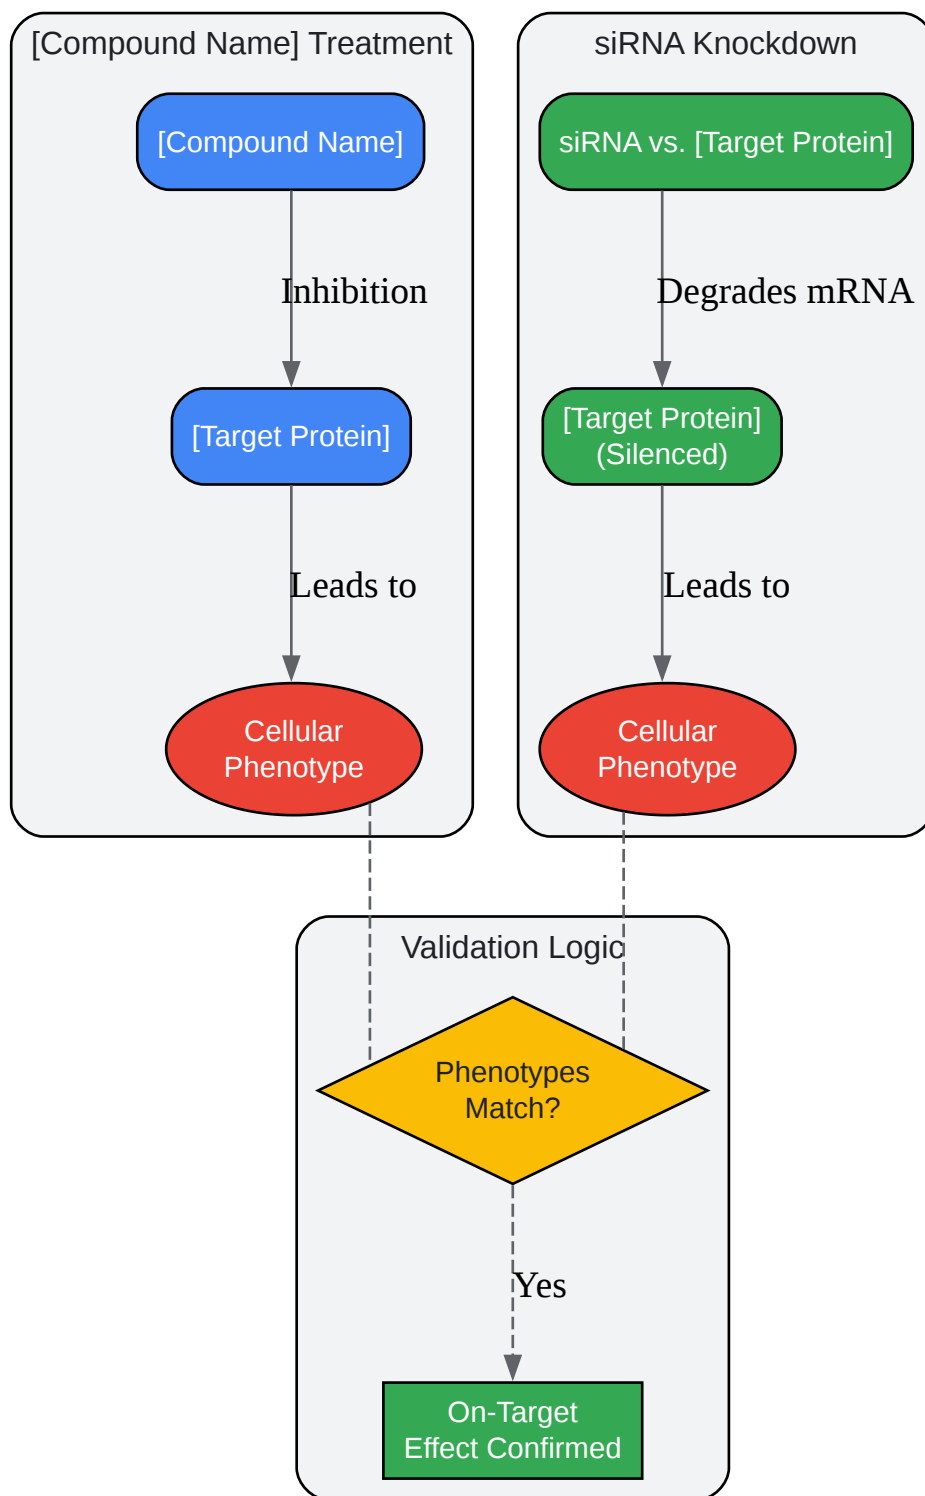 [Compound Name] Treatment
[Compound Name]
Inhibition
[Target Protein]
Leads to
Cellular
Phenotype
siRNA Knockdown
siRNA vs. [Target Protein]
Degrades mRNA
[Target Protein]
(Silenced)
Leads to
Cellular
Phenotype
Validation Logic
Phenotypes
Match?
Yes
On-Target
Effect Confirmed